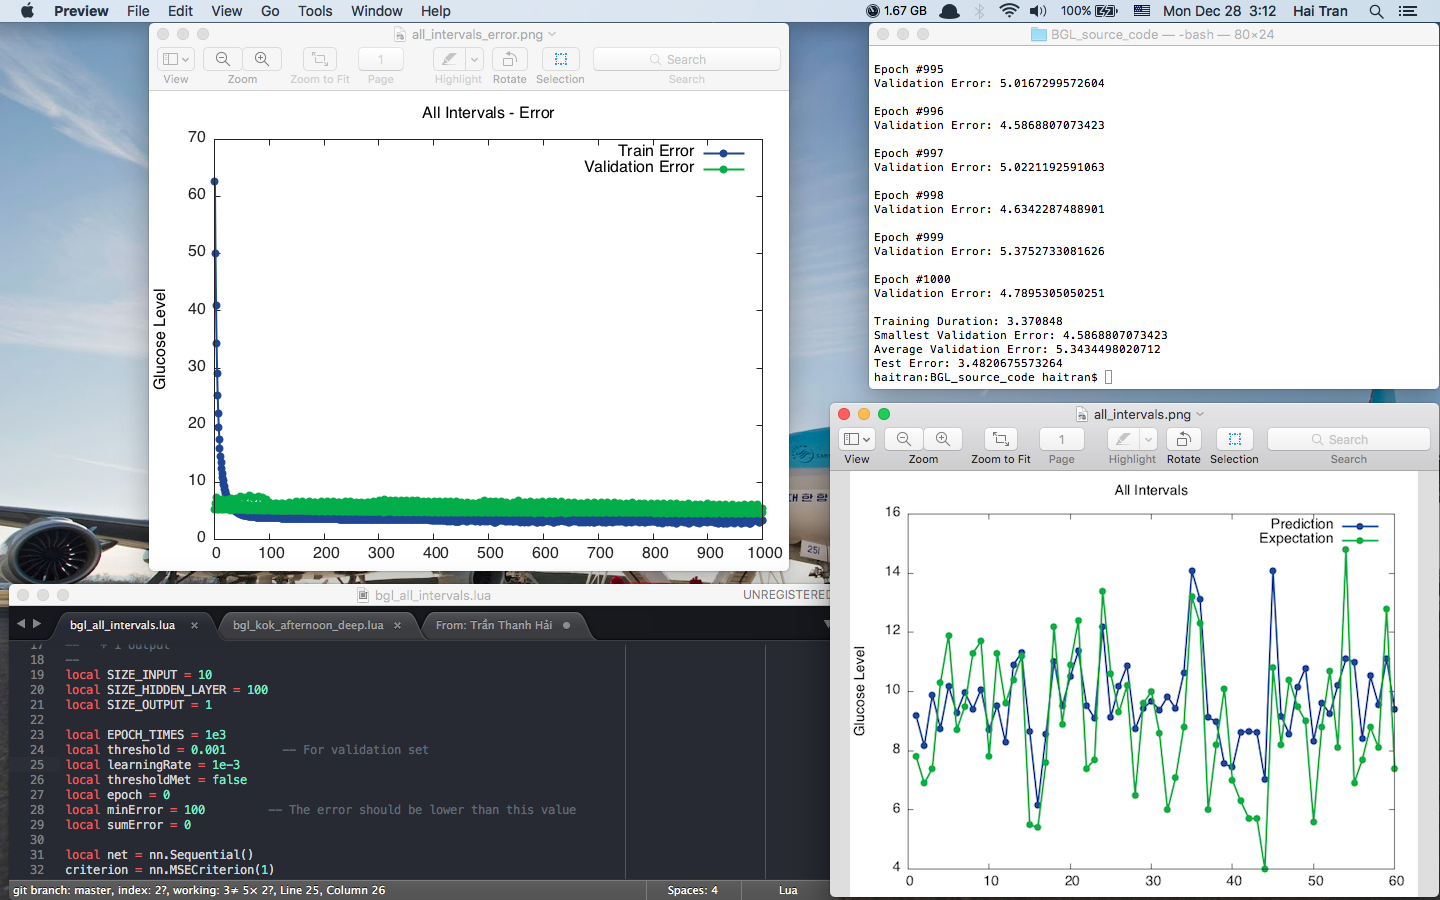 Preview File Edit View Go Tools Window Help 1.67 GB 100% Mon Dec 28 3:12 Hai Tran
all_intervals_error.png
1 Search
View Zoom Zoom to Fit Page Highlight Rotate Selection Search
All Intervals - Error
Train Error
Validation Error
Glucose Level
70
60
50
40
30
20
10
0
0 100 200 300 400 500 600 700 800 900 1000
BGL_source_code — -bash — 80×24
Epoch #995
Validation Error: 5.0167299572604
Epoch #996
Validation Error: 4.5868807073423
Epoch #997
Validation Error: 5.0221192591063
Epoch #998
Validation Error: 4.6342287488901
Epoch #999
Validation Error: 5.3752733081626
Epoch #1000
Validation Error: 4.7895305050251
Training Duration: 3.370848
Smallest Validation Error: 4.5868807073423
Average Validation Error: 5.3434498020712
Test Error: 3.4820675573264
haitran:BGL_source_code haitran$
대한항
251
bgl_all_intervals.lua UNREGISTERED
bgl_all_intervals.lua × bgl_kok_afternoon_deep.lua × From: Trần Thanh Hải
17 -- + 1 output
18 --
19 local SIZE_INPUT = 10
20 local SIZE_HIDDEN_LAYER = 100
21 local SIZE_OUTPUT = 1
22
23 local EPOCH_TIMES = 1e3
24 local threshold = 0.001 -- For validation set
25 local learningRate = 1e-3
26 local thresholdMet = false
27 local epoch = 0
28 local minError = 100 -- The error should be lower than this value
29 local sumError = 0
30
31 local net = nn.Sequential()
32 criterion = nn.MSECriterion(1)
git branch: master, index: 2?, working: 3≠ 5× 2?, Line 25, Column 26 Spaces: 4 Lua
all_intervals.png
1 Search
View Zoom Zoom to Fit Page Highlight Rotate Selection Search
All Intervals
Prediction
Expectation
Glucose Level
16
14
12
10
8
6
4
0 10 20 30 40 50 60